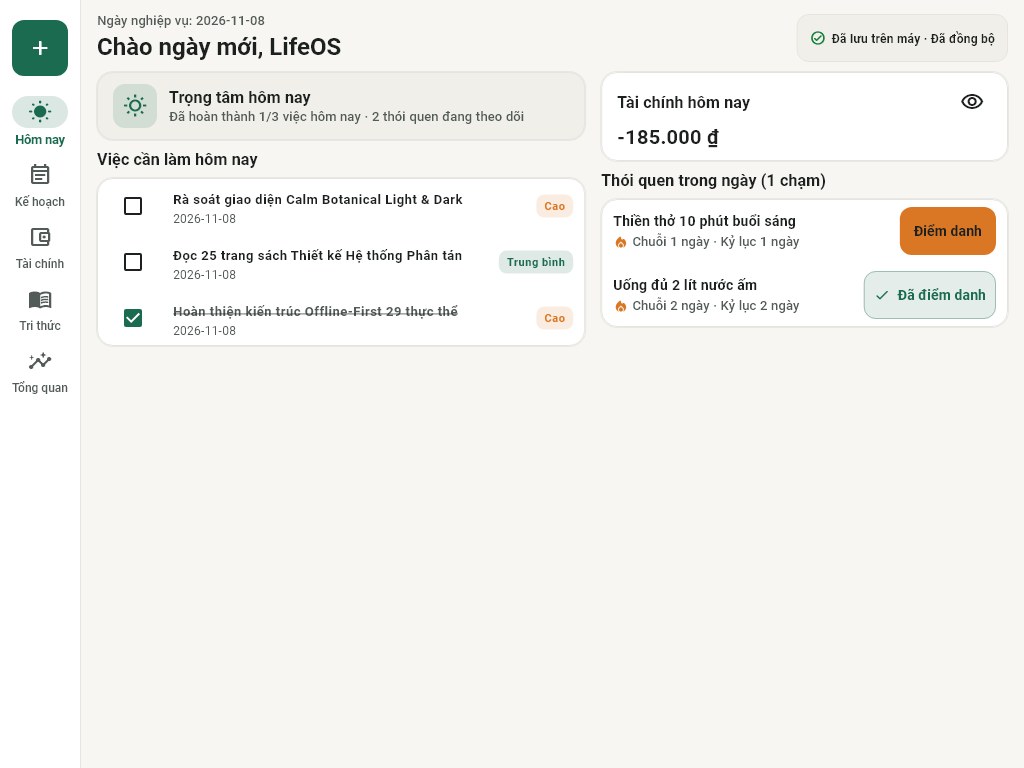 +
Hôm nay
Kế hoạch
Tài chính
Tri thức
Tổng quan
Ngày nghiệp vụ: 2026-11-08
Chào ngày mới, LifeOS
Đã lưu trên máy · Đã đồng bộ
Trọng tâm hôm nay
Đã hoàn thành 1/3 việc hôm nay · 2 thói quen đang theo dõi
Việc cần làm hôm nay
Rà soát giao diện Calm Botanical Light & Dark
2026-11-08
Cao
Đọc 25 trang sách Thiết kế Hệ thống Phân tán
2026-11-08
Trung bình
Hoàn thiện kiến trúc Offline-First 29 thực thể
2026-11-08
Cao
Tài chính hôm nay
-185.000 ₫
Thói quen trong ngày (1 chạm)
Thiền thở 10 phút buổi sáng
Chuỗi 1 ngày · Kỷ lục 1 ngày
Điểm danh
Uống đủ 2 lít nước ấm
Chuỗi 2 ngày · Kỷ lục 2 ngày
Đã điểm danh